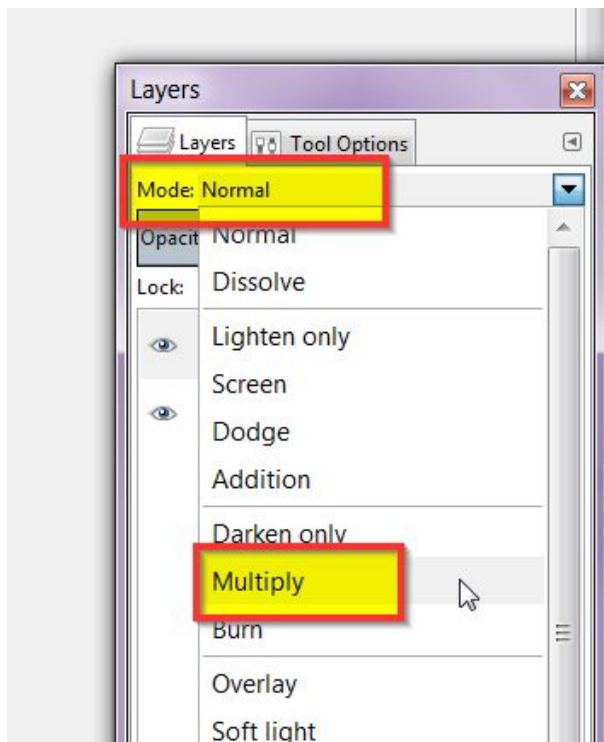 Layers
Layers Tool Options
Mode: Normal
Opacit
Normal
Lock:
Dissolve
Lighten only
Screen
Dodge
Addition
Darken only
Multiply
Burn
Overlay
Soft light